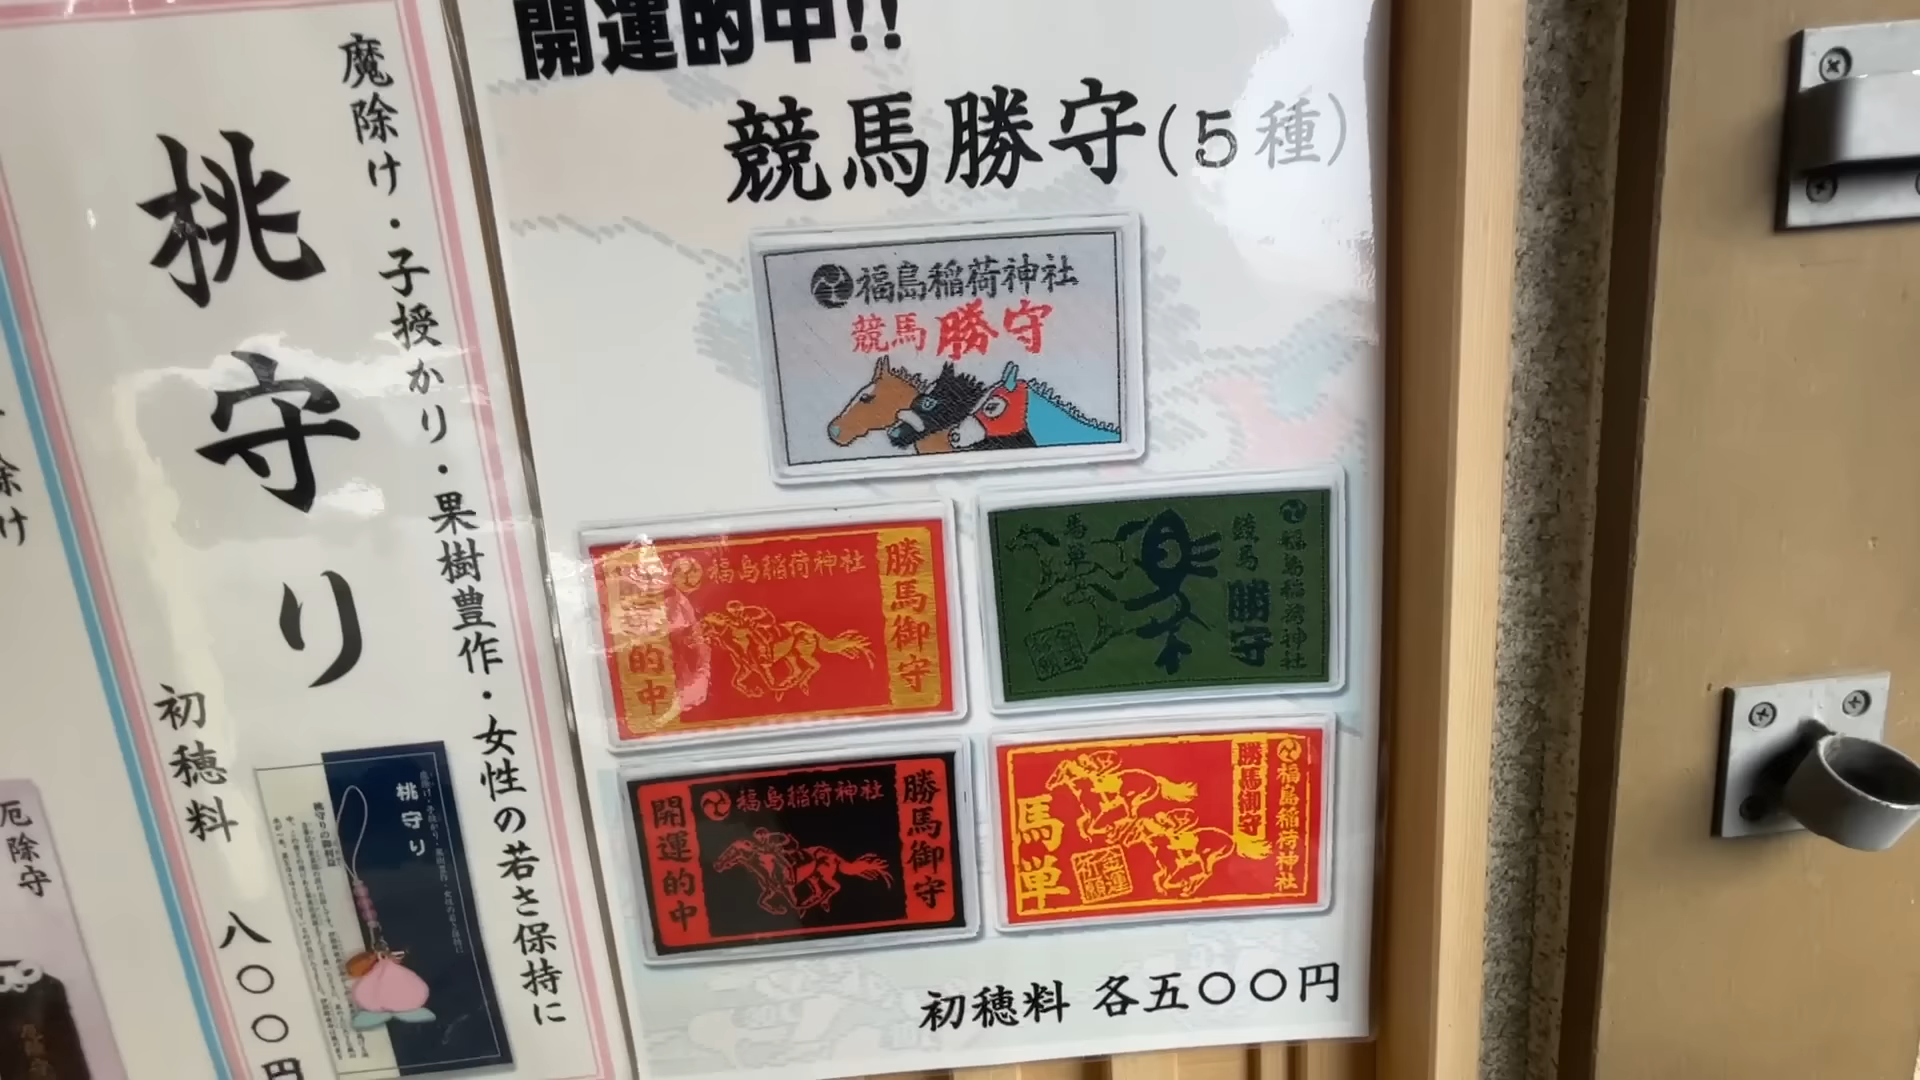 開運的中!!
競馬勝守(5種)
福島稲荷神社
競馬勝守
勝馬御守
福島稲荷神社
的中
福島稲荷神社
競馬勝守
馬単
勝馬御守
福島稲荷神社
開運的中
福島稲荷神社
勝馬御守
馬単
初穂料 各五〇〇円
魔除け・子授かり・果樹豊作・女性の若さ保持に
桃守り
初穂料 八〇〇円
桃守り
厄除守